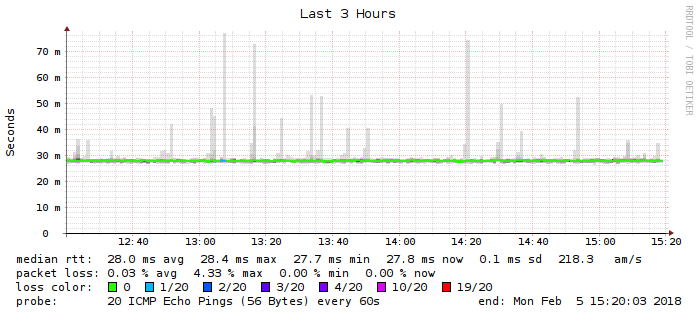 Last 3 Hours
RRDTOOL / TOBI OETIKER
Seconds
70 m
60 m
50 m
40 m
30 m
20 m
10 m
0
12:40 13:00 13:20 13:40 14:00 14:20 14:40 15:00 15:20
median rtt: 28.0 ms avg 28.4 ms max 27.7 ms min 27.8 ms now 0.1 ms sd 218.3 am/s
packet loss: 0.03 % avg 4.33 % max 0.00 % min 0.00 % now
loss color: 0 1/20 2/20 3/20 4/20 10/20 19/20
probe: 20 ICMP Echo Pings (56 Bytes) every 60s end: Mon Feb 5 15:20:03 2018